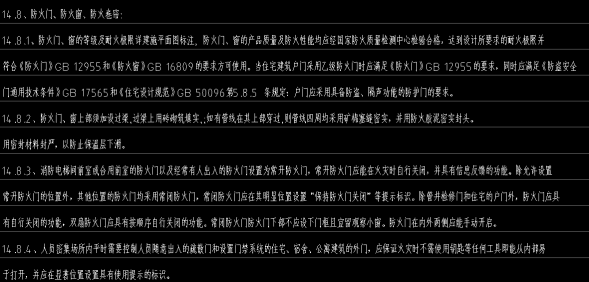 14.8、防火门、防火窗、防火卷帘:
14.8.1、防火门、窗的等级及耐火极限详建施平面图标注。防火门、窗的产品质量及防火性能均应经国家防火质量检测中心检验合格，达到设计所要求的耐火极限并
符合《防火门》GB 12955和《防火窗》GB 16809的要求方可使用。当住宅建筑户门采用乙级防火门时应满足《防火门》GB 12955的要求，同时应满足《防盗安全
门通用技术条件》GB 17565和《住宅设计规范》GB 50096第5.8.5 条规定：户门应采用具备防盗、隔声功能的防护门的要求。
14.8.2、防火门、窗上部须加设过梁.过梁上用砖砌筑填实..如有管线在其上部穿过.则管线四周均采用矿棉塞缝密实，并用防火胶泥密实封头。
用密封材料封严，以防止保温层下滑。
14.8.3、消防电梯间前室或合用前室的防火门以及经常有人出入的防火门设置为常开防火门，常开防火门应能在火灾时自行关闭，并具有信息反馈的功能。除允许设置
常开防火门的位置外，其他位置的防火门均采用常闭防火门，常闭防火门应在其明显位置设置“保持防火门关闭”等提示标识。除管井检修门和住宅的户门外，防火门应具
有自行关闭的功能，双扇防火门应具有按顺序自行关闭的功能。常闭防火门防火门下部不应设下门框且宜留观察小窗。防火门在内外两侧应能手动开启。
14.8.4、人员密集场所内平时需要控制人员随意出入的疏散门和设置门禁系统的住宅、宿舍、公寓建筑的外门，应保证火灾时不需使用钥匙等任何工具即能从内部易
于打开，并应在显著位置设置具有使用提示的标识。